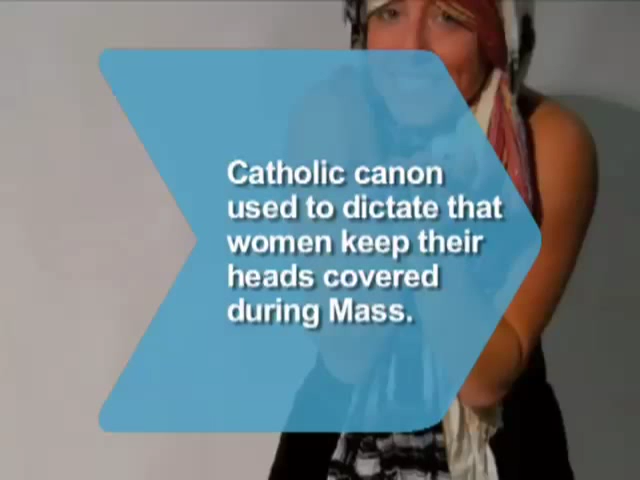 Catholic canon
used to dictate that
women keep their
heads covered
during Mass.